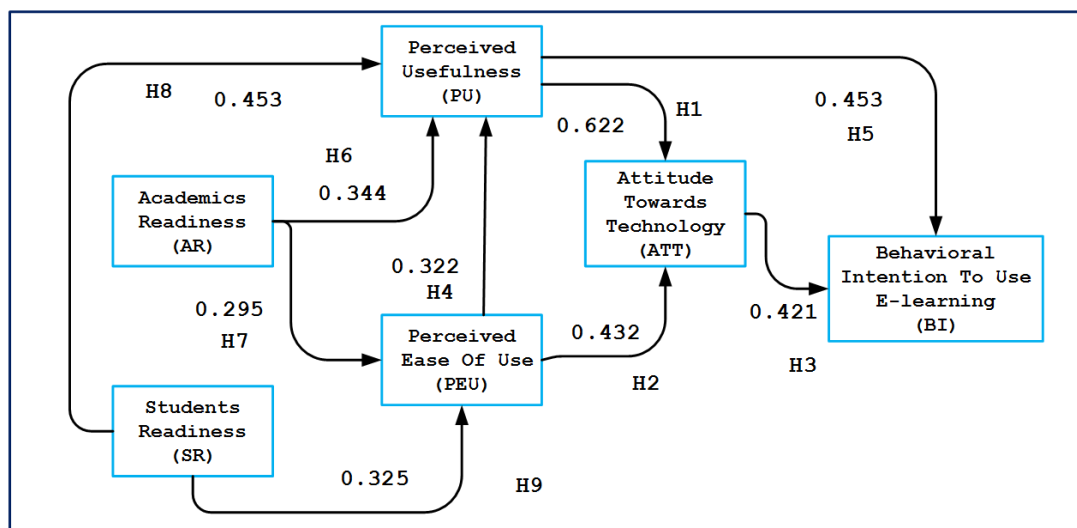 Perceived
Usefulness
(PU)
H8
0.453
0.453
H5
H1
0.622
H6
0.344
Academics
Readiness
(AR)
Attitude
Towards
Technology
(ATT)
Behavioral
Intention To Use
E-learning
(BI)
0.322
H4
0.295
H7
Perceived
Ease Of Use
(PEU)
0.432
H2
0.421
H3
Students
Readiness
(SR)
0.325
H9